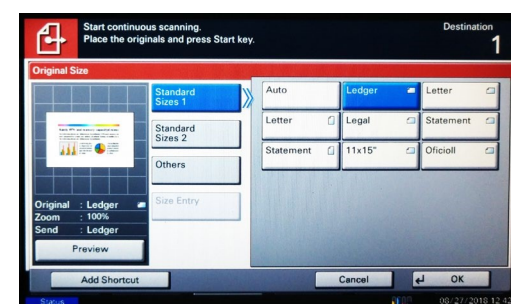 Start continuous scanning.
Place the originals and press Start key.
Destination
1
Original Size
Standard
Sizes 1
Standard
Sizes 2
Others
Size Entry
Auto
Ledger
Letter
Letter
Legal
Statement
Statement
11x15"
OficioII
Original : Ledger
Zoom : 100%
Send : Ledger
Preview
Add Shortcut
Cancel
OK
Status
08/27/2018 12:42